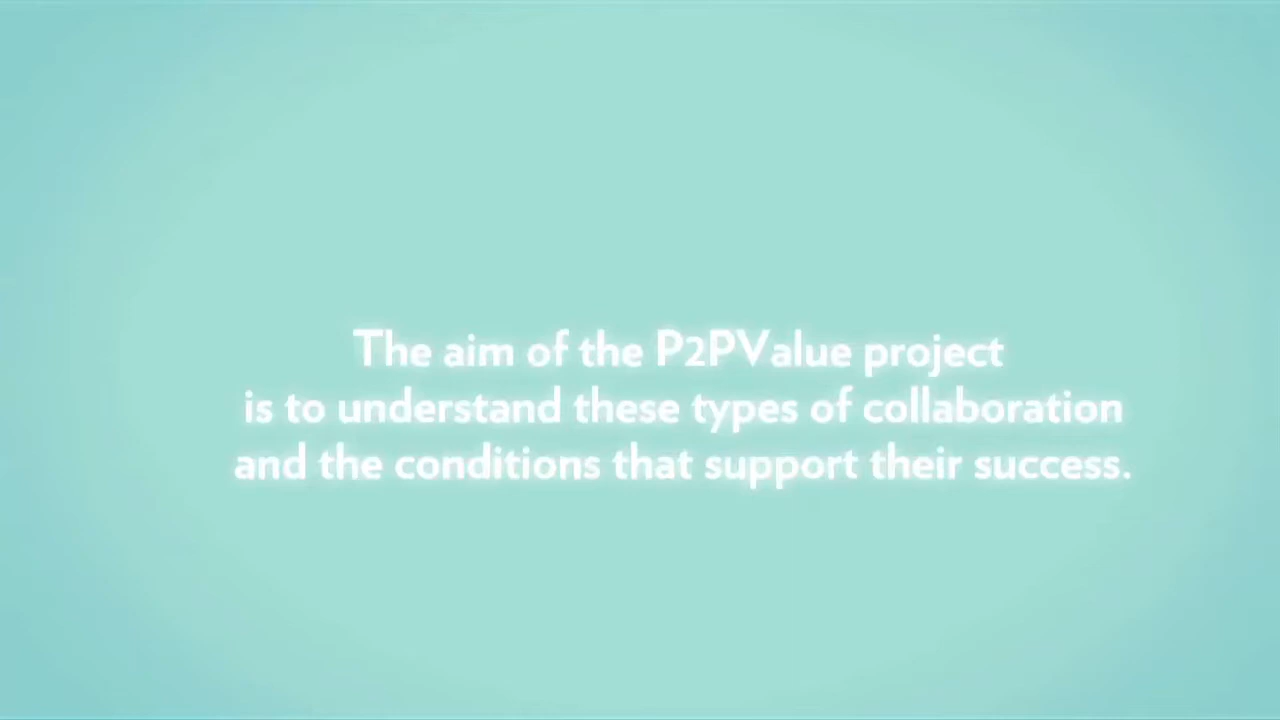 The aim of the P2PValue project
is to understand these types of collaboration
and the conditions that support their success.